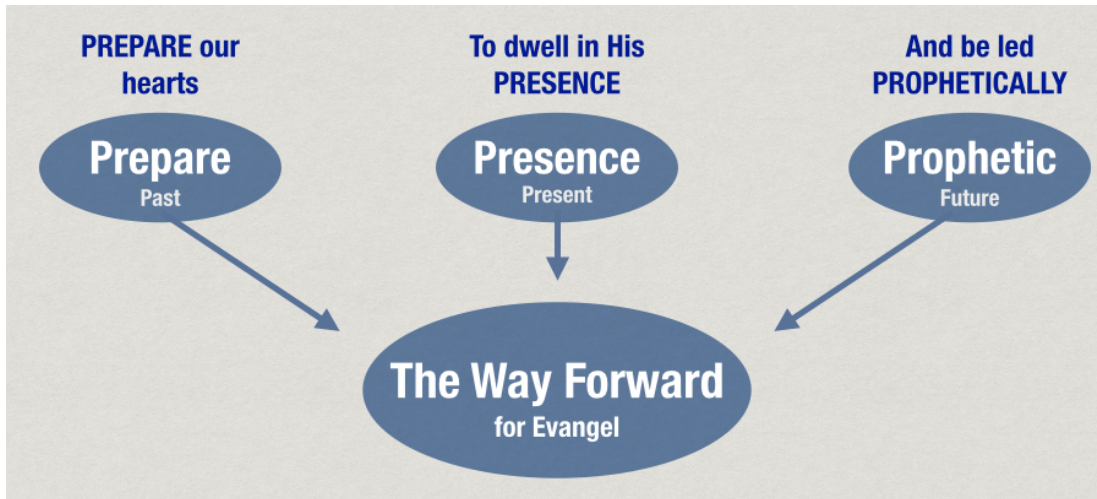 PREPARE our
hearts
To dwell in His
PRESENCE
And be led
PROPHETICALLY
Prepare
Past
Presence
Present
Prophetic
Future
The Way Forward
for Evangel